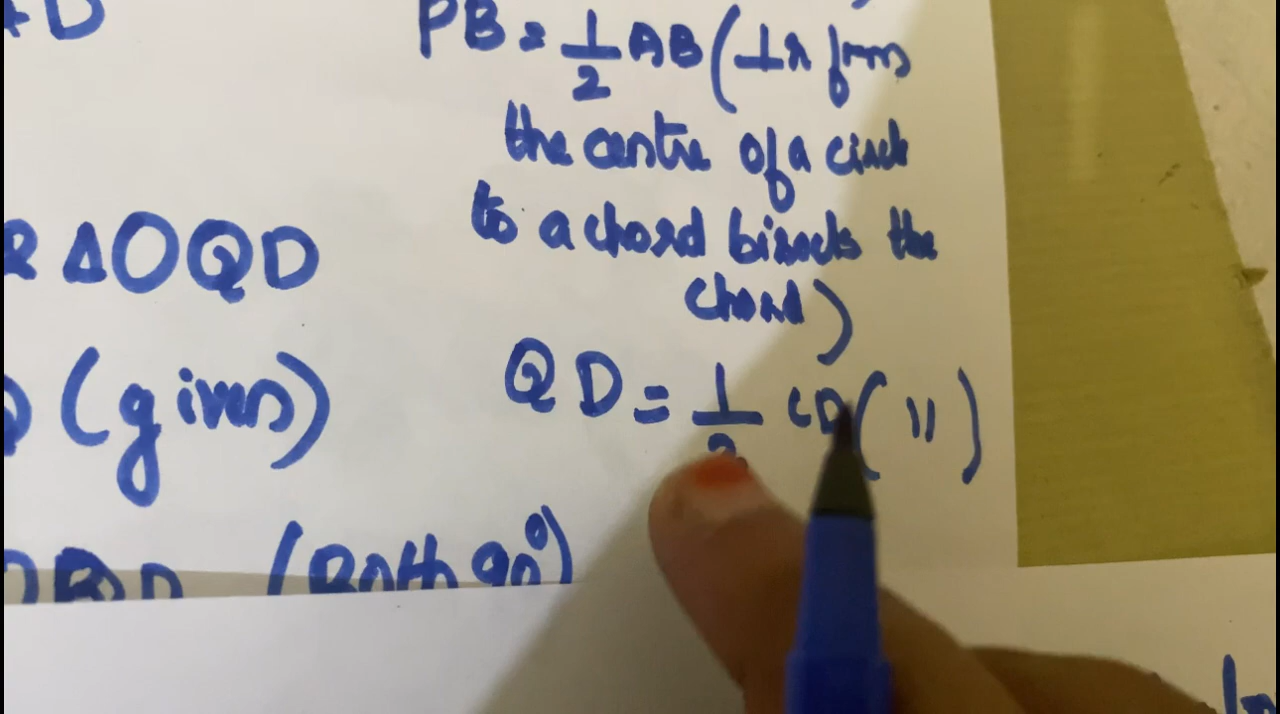 +D
PB = 1/2 AB (⊥r from
the centre of a circle
to a chord bisects the
& ΔOQD
chord)
(given)
QD = 1/2 CD ( 11 )
(Both 90°)